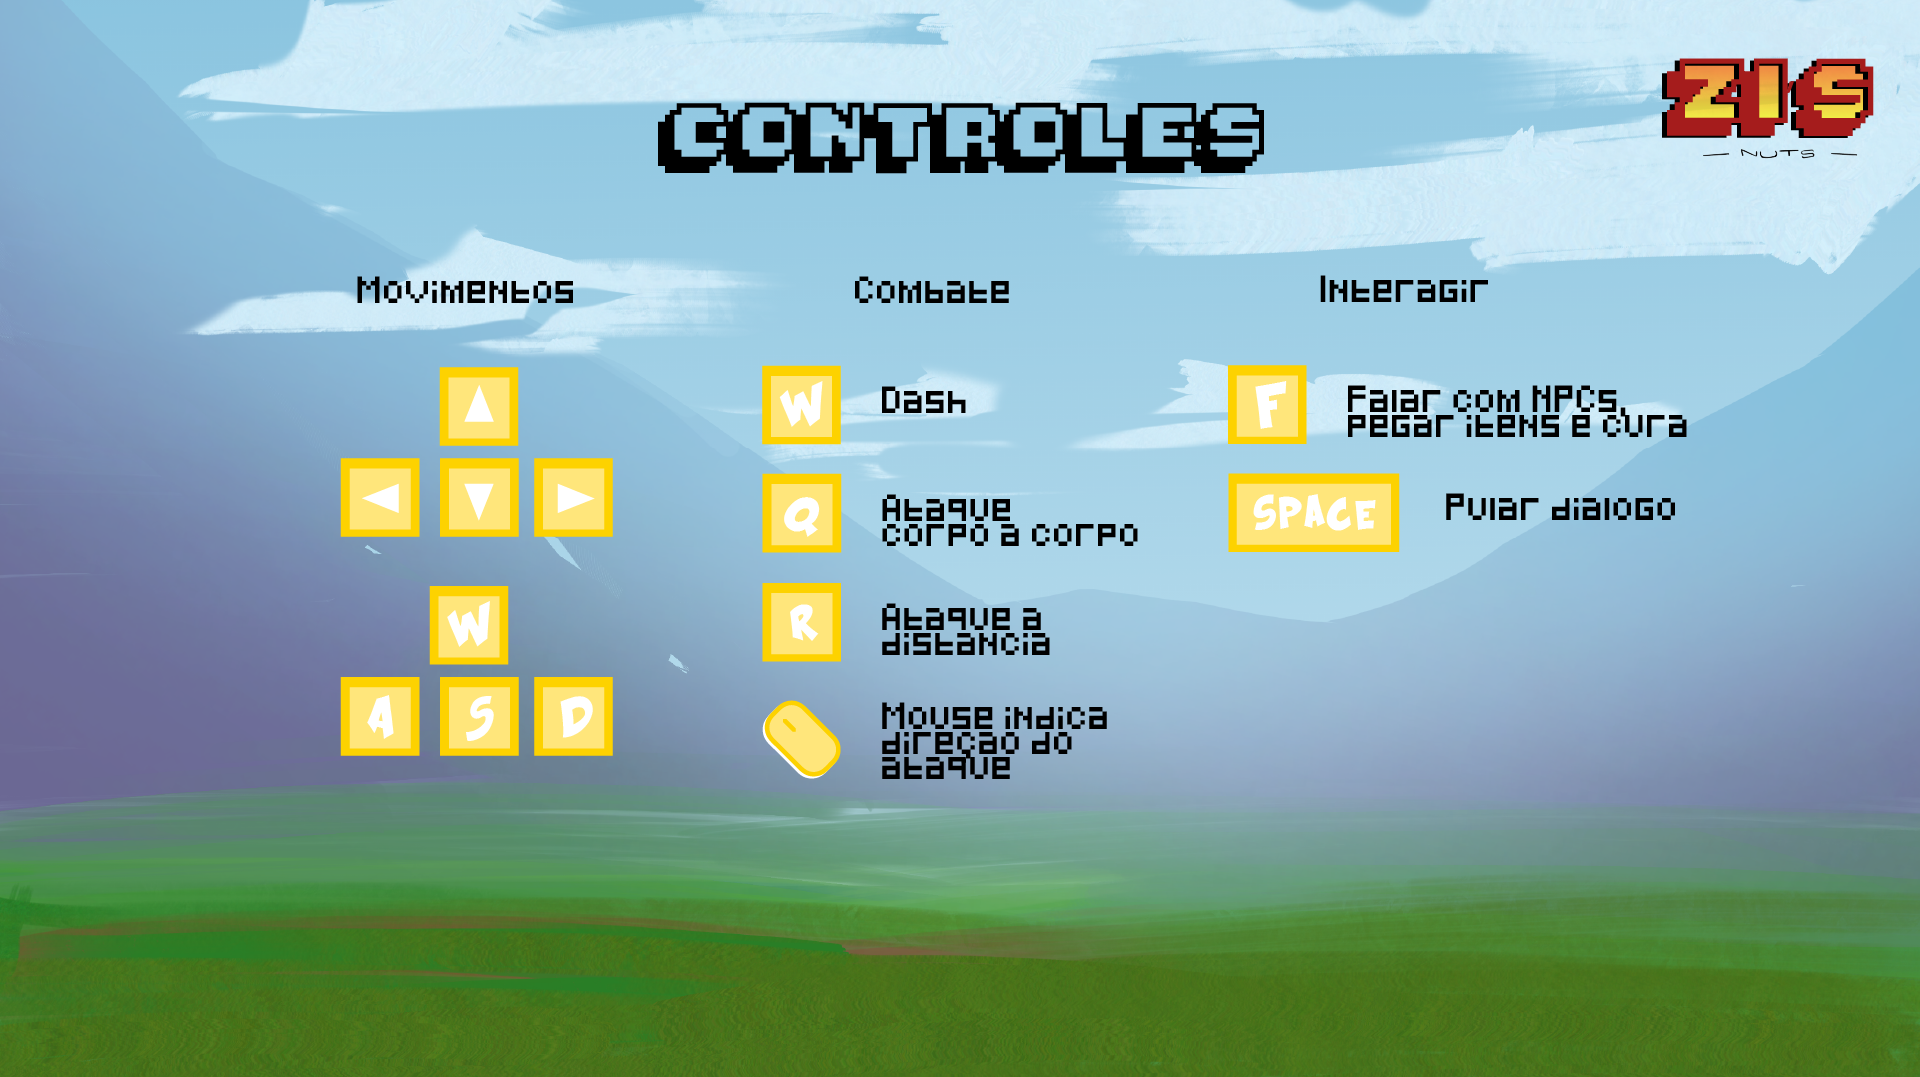 CONTROLES
ZIS
NUTS
Movimentos
W
A S D
Combate
W Dash
Q Ataque
corpo a corpo
R Ataque a
distancia
Mouse indica
direçao do
ataque
Interagir
F Falar com NPCs,
pegar itens e cura
SPACE Pular dialogo